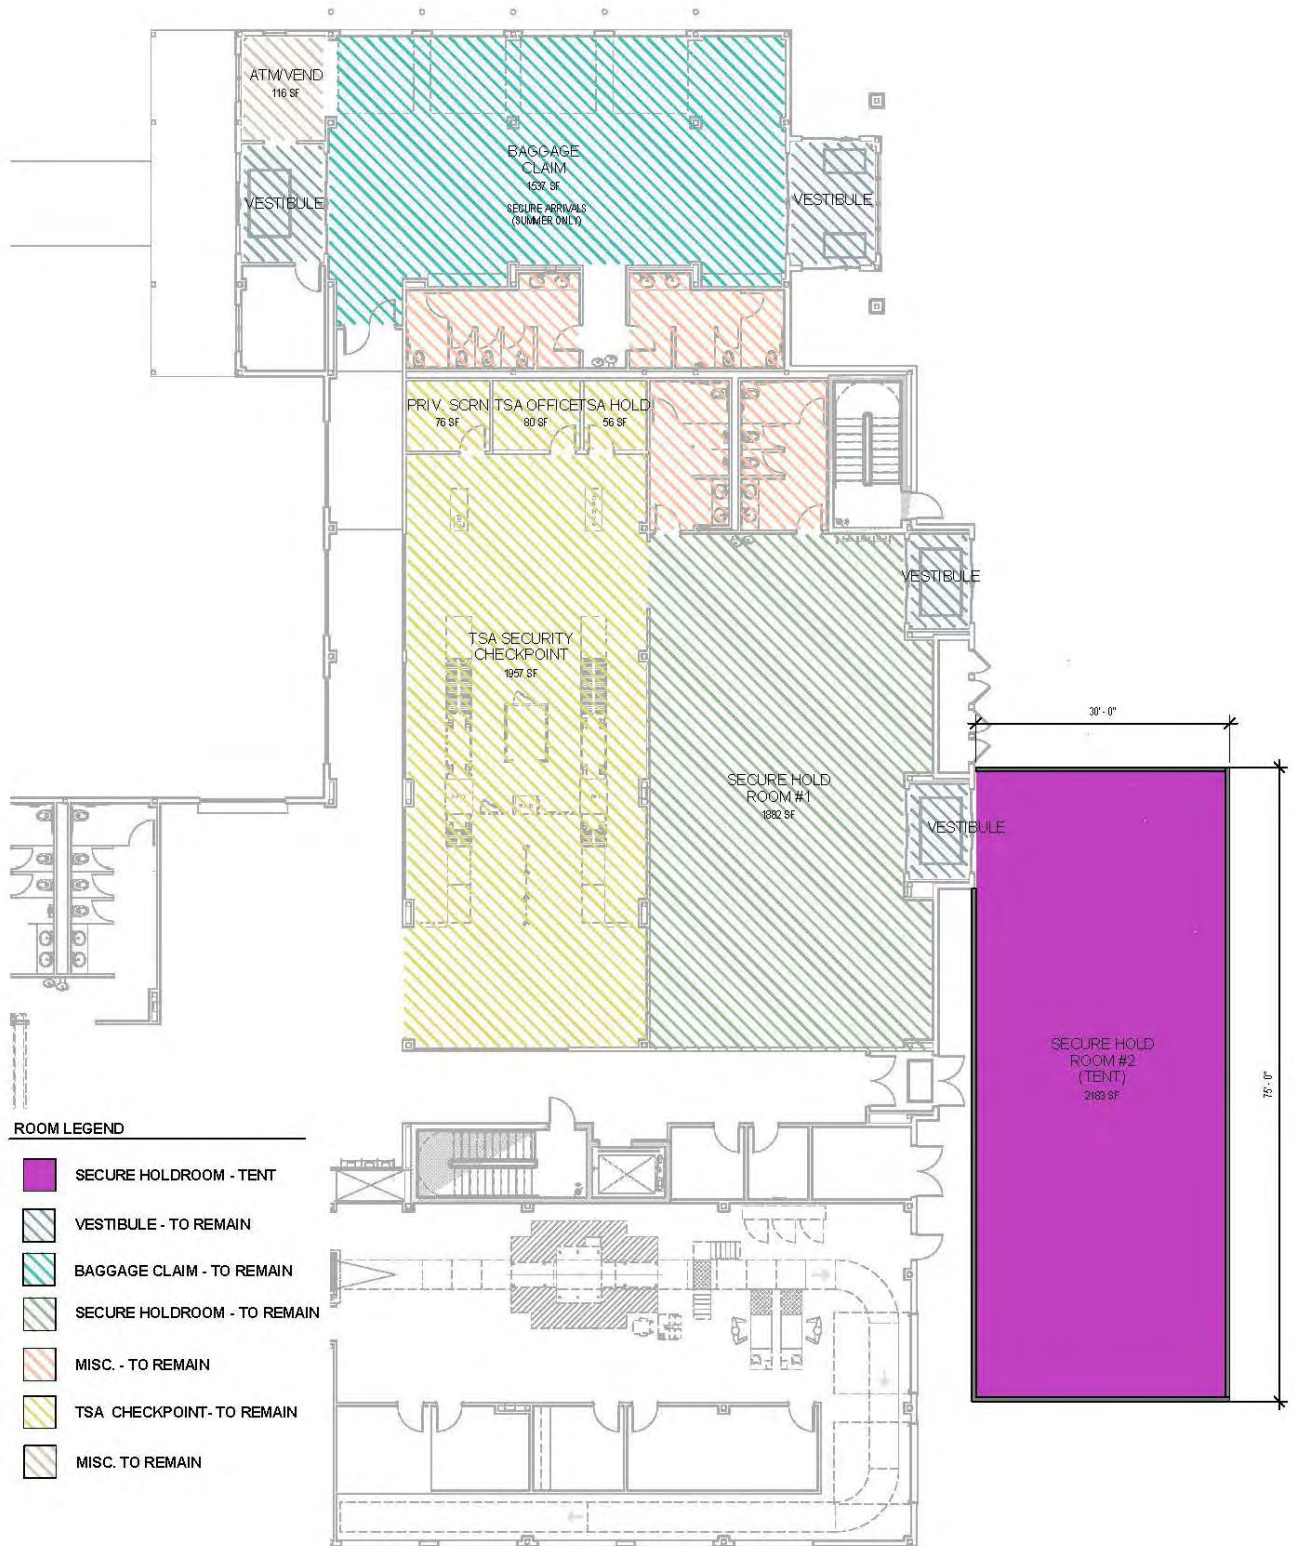 ATM/VEND
116 SF
BAGGAGE
CLAIM
1537 SF
SECURE ARRIVALS
(SUMMER ONLY)
VESTIBULE
VESTIBULE
PRIV. SCRN
76 SF
TSA OFFICE
80 SF
TSA HOLD
56 SF
VESTIBULE
TSA SECURITY
CHECKPOINT
1957 SF
30' - 0"
SECURE HOLD
ROOM #1
1882 SF
VESTIBULE
SECURE HOLD
ROOM #2
(TENT)
2183 SF
75' - 0"
ROOM LEGEND
SECURE HOLDROOM - TENT
VESTIBULE - TO REMAIN
BAGGAGE CLAIM - TO REMAIN
SECURE HOLDROOM - TO REMAIN
MISC. - TO REMAIN
TSA CHECKPOINT- TO REMAIN
MISC. TO REMAIN